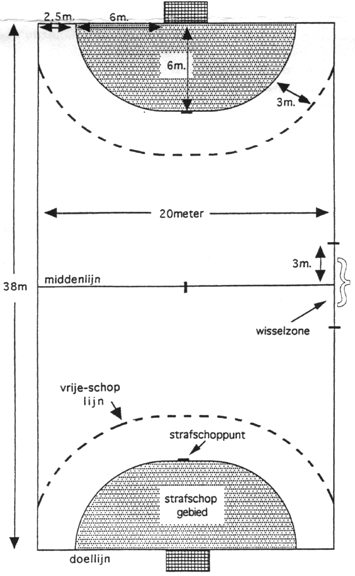 2,5m.
6m.
6m.
3m.
20meter
3m.
middenlijn
38m
wisselzone
vrije-schop
lijn
strafschoppunt
strafschop
gebied
doellijn